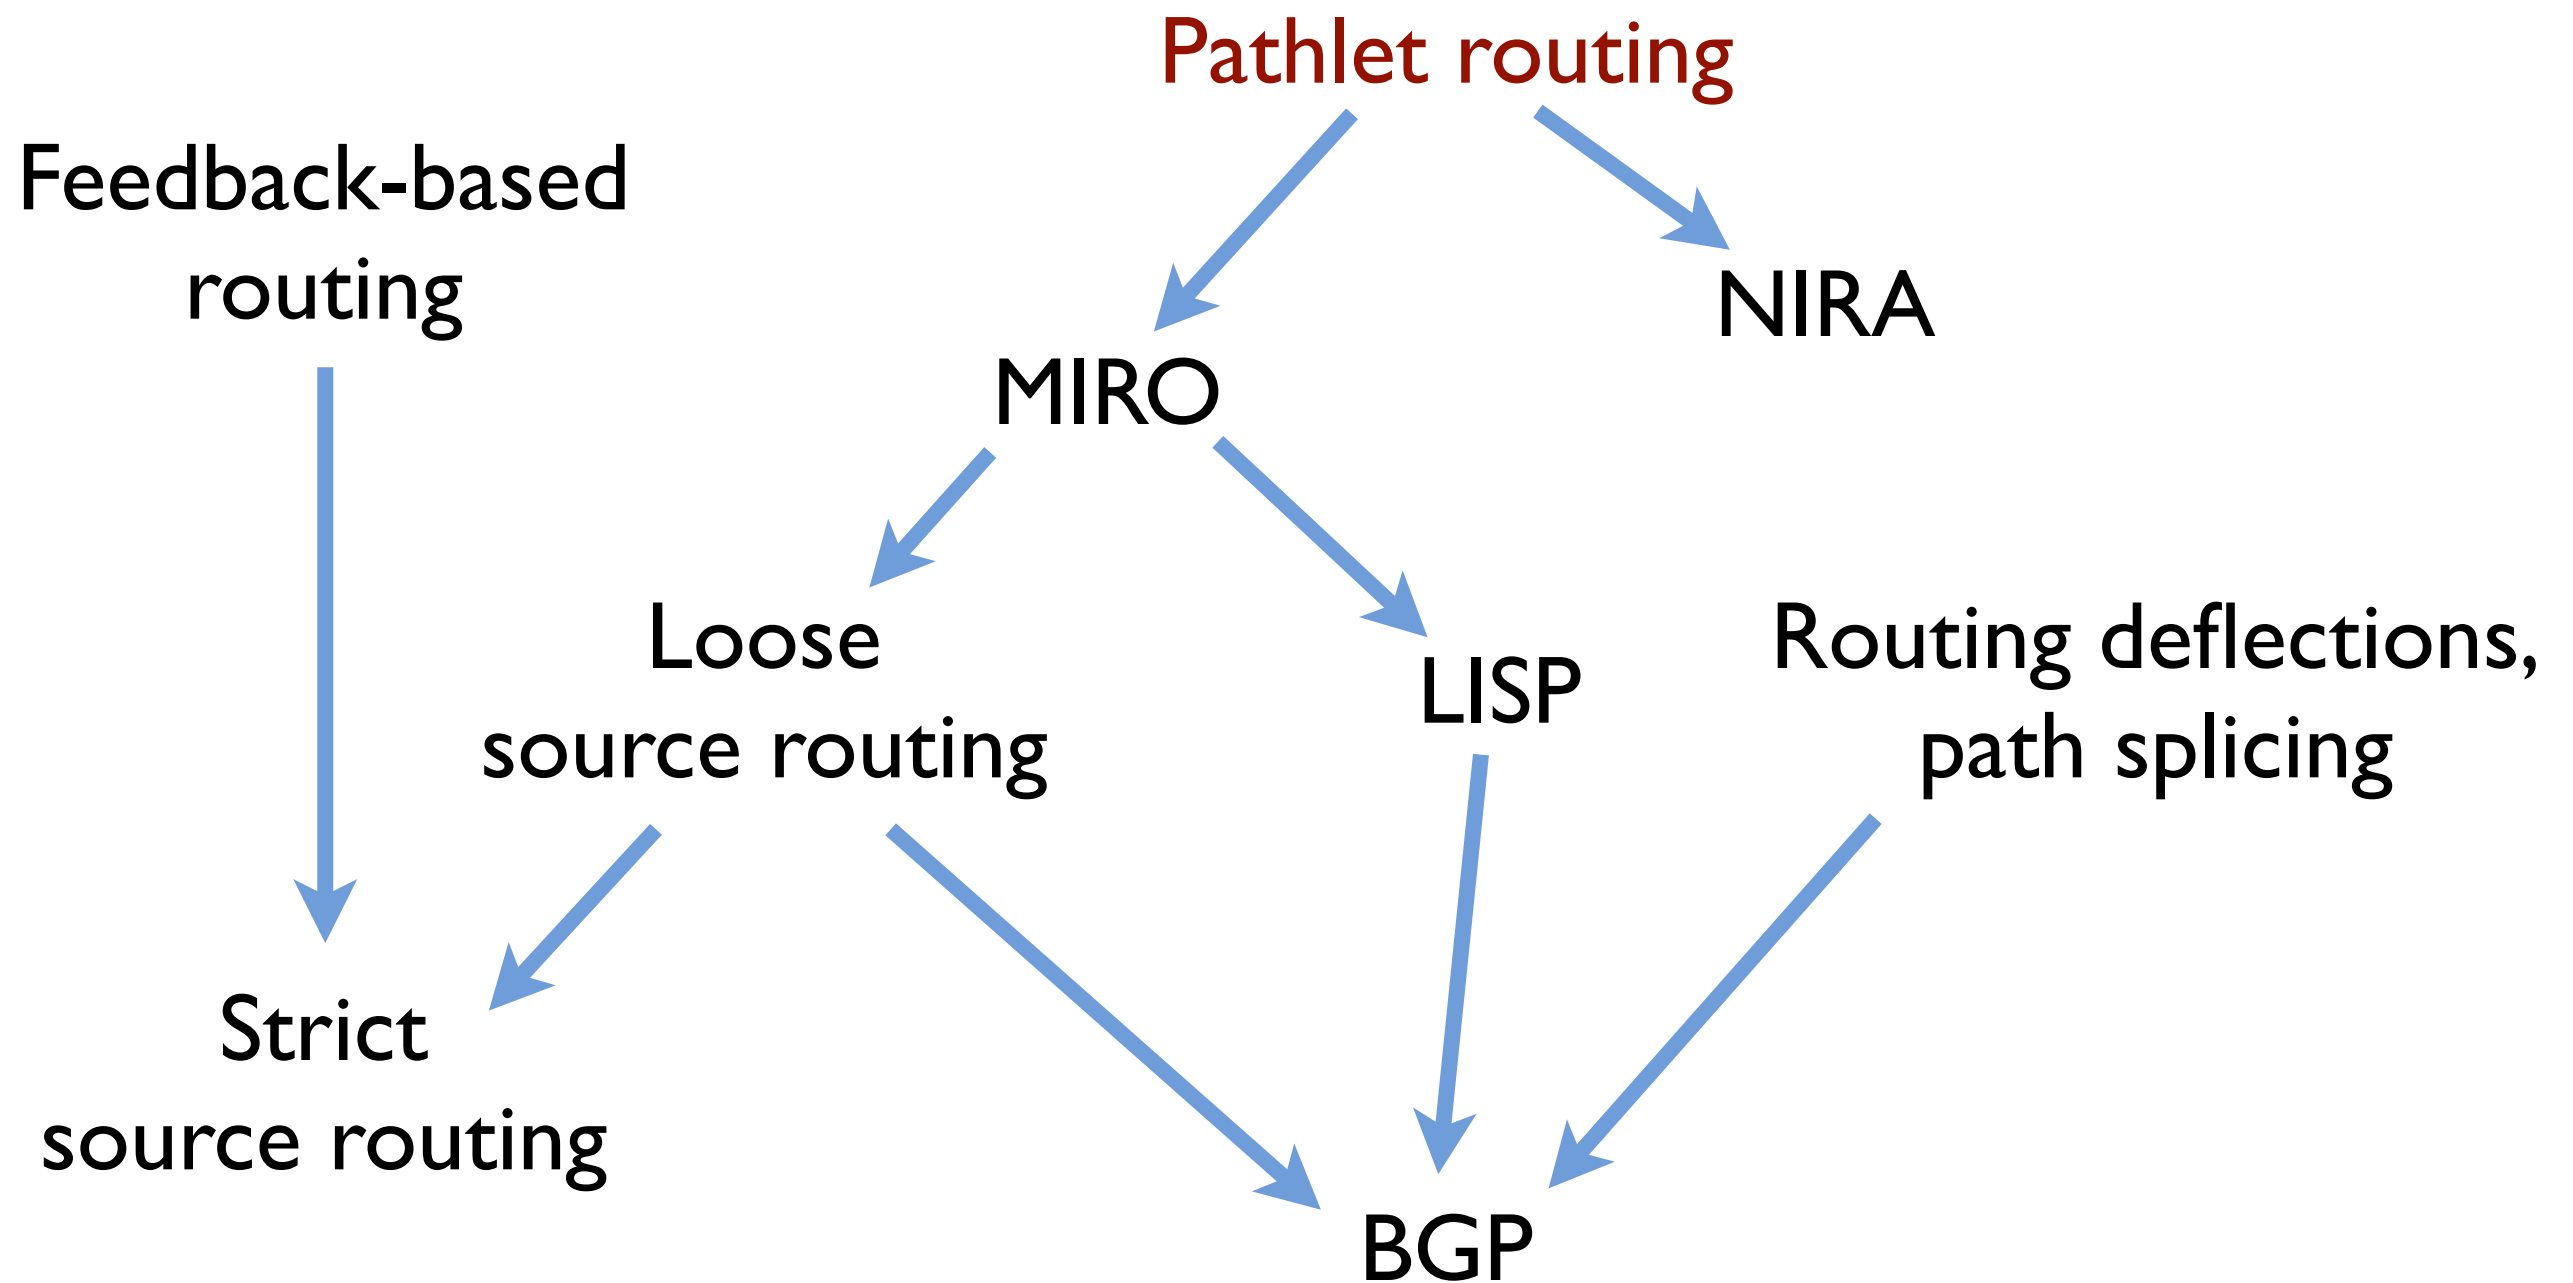 Pathlet routing
Feedback-based
routing
NIRA
MIRO
Loose
source routing
LISP
Routing deflections,
path splicing
Strict
source routing
BGP